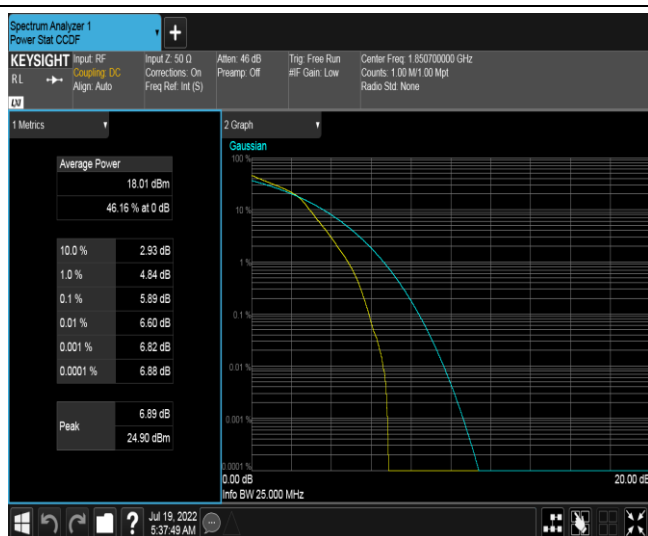 Spectrum Analyzer 1
Power Stat CCDF
+
KEYSIGHT
RL
LXI
Input: RF
Coupling: DC
Align: Auto
Input Z: 50 Ω
Corrections: On
Freq Ref: Int (S)
Atten: 46 dB
Preamp: Off
Trig: Free Run
#IF Gain: Low
Center Freq: 1.850700000 GHz
Counts: 1.00 M/1.00 Mpt
Radio Std: None
1 Metrics
Average Power
18.01 dBm
46.16 % at 0 dB
10.0 % 2.93 dB
1.0 % 4.84 dB
0.1 % 5.89 dB
0.01 % 6.60 dB
0.001 % 6.82 dB
0.0001 % 6.88 dB
Peak
6.89 dB
24.90 dBm
2 Graph
Gaussian
100 %
10 %
1 %
0.1 %
0.01 %
0.001 %
0.0001 %
0.00 dB 20.00 dB
Info BW 25.000 MHz
?
Jul 19, 2022
5:37:49 AM